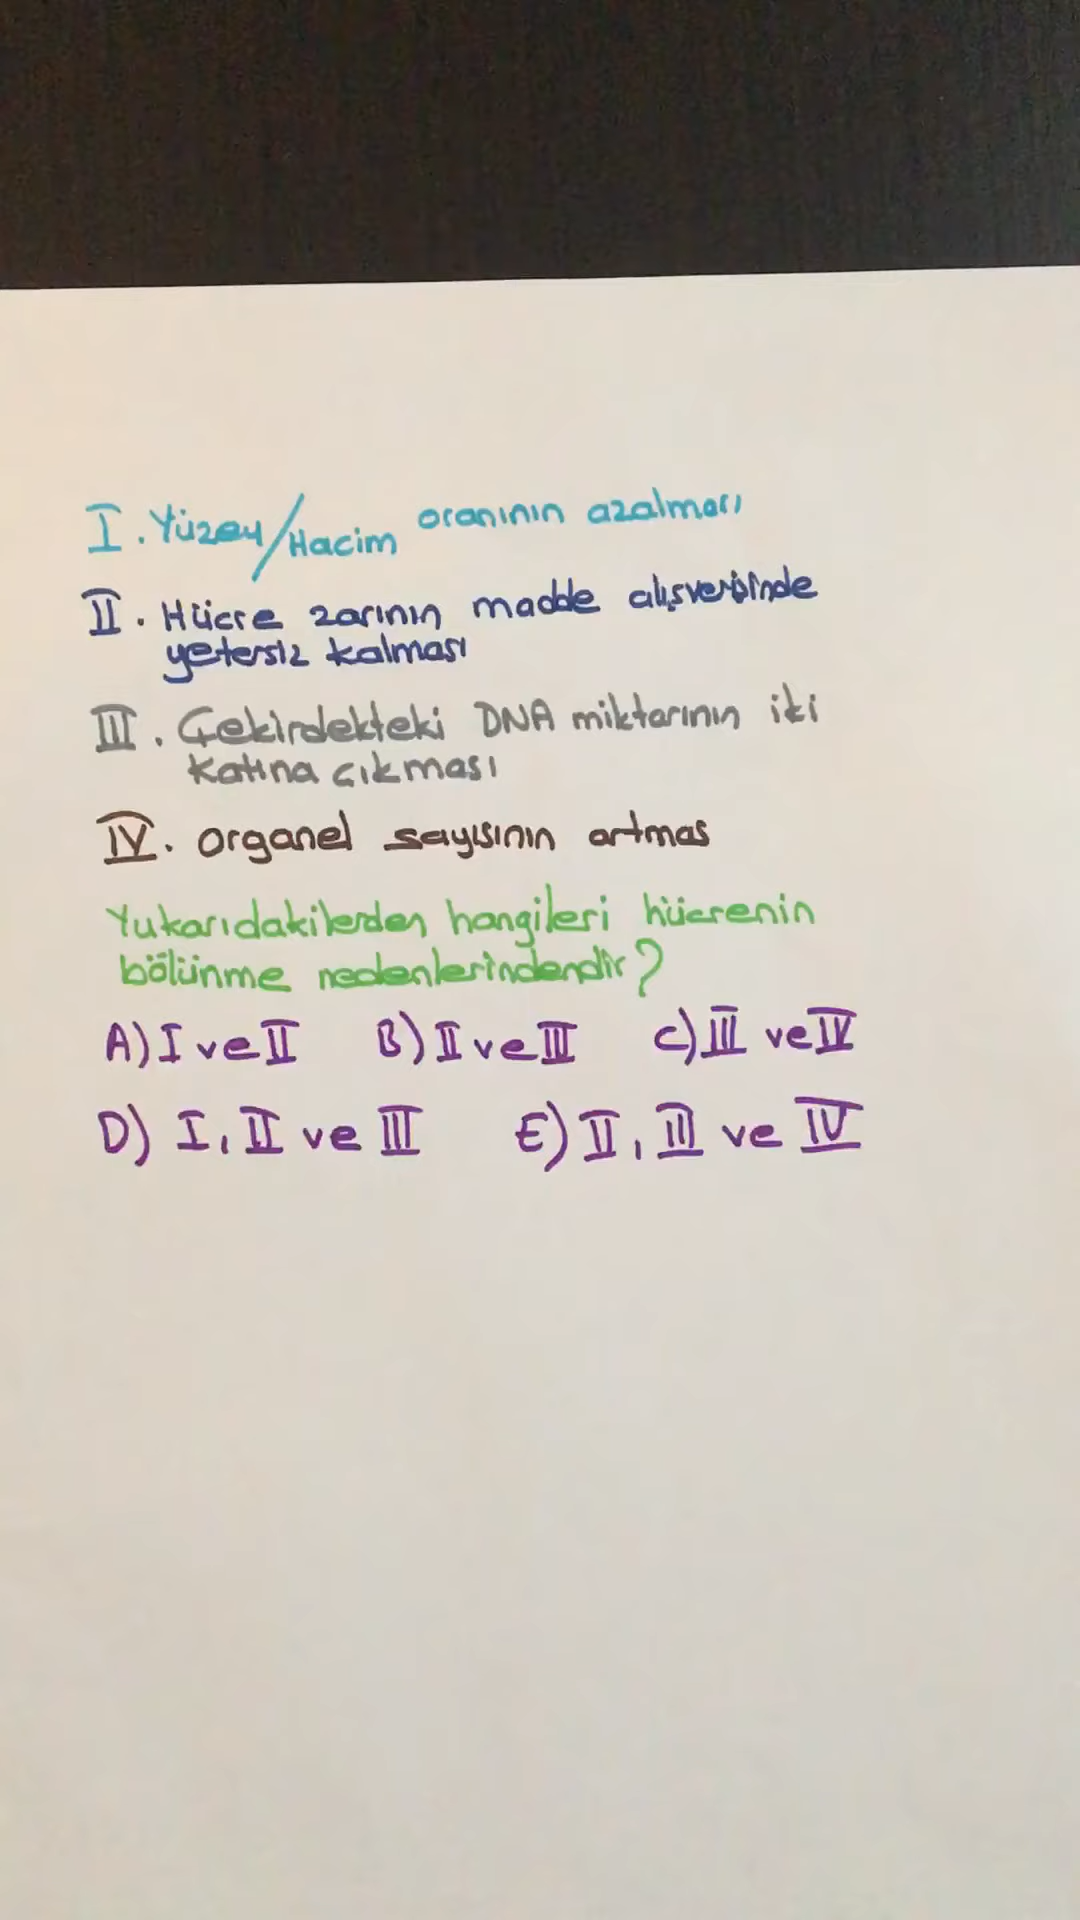 I. Yüzey/Hacim oranının azalması
II. Hücre zarının madde alışverişinde
yetersiz kalması
III. Çekirdekteki DNA miktarının iki
katına çıkması
IV. organel sayısının artmas
Yukarıdakilerden hangileri hücrenin
bölünme nedenlerindendir?
A) I ve II B) II ve III C) III ve IV
D) I, II ve III E) II, III ve IV